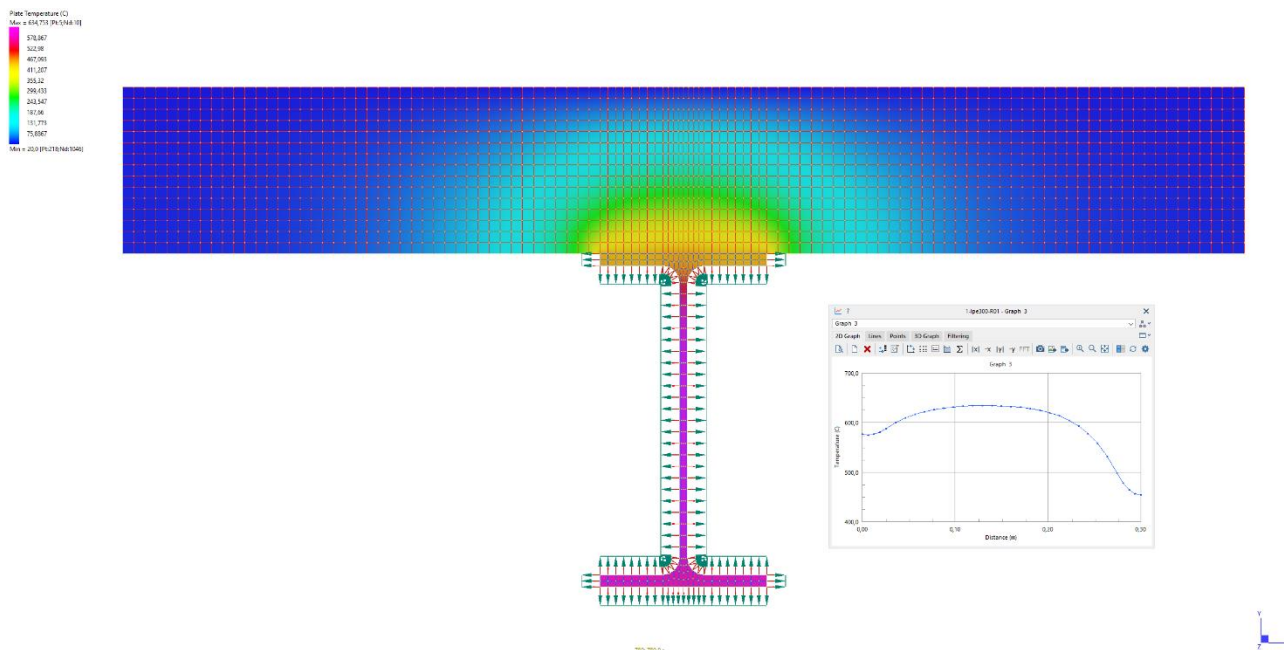 Plate Temperature (C)
Max = 634,753 [Pt:5;Nd:10]
578,867
522,98
467,093
411,207
355,32
299,433
243,547
187,66
131,773
75,8867
Min = 20,0 [Pt:218;Nd:1046]
1-Ipe300-R01 - Graph 3
Graph 3
2D Graph Lines Points 3D Graph Filtering
|x| -x |y| -y FFT
Graph 3
700,0
600,0
500,0
400,0
Temperature (C)
0,00 0,10 0,20 0,30
Distance (m)
Y
Z